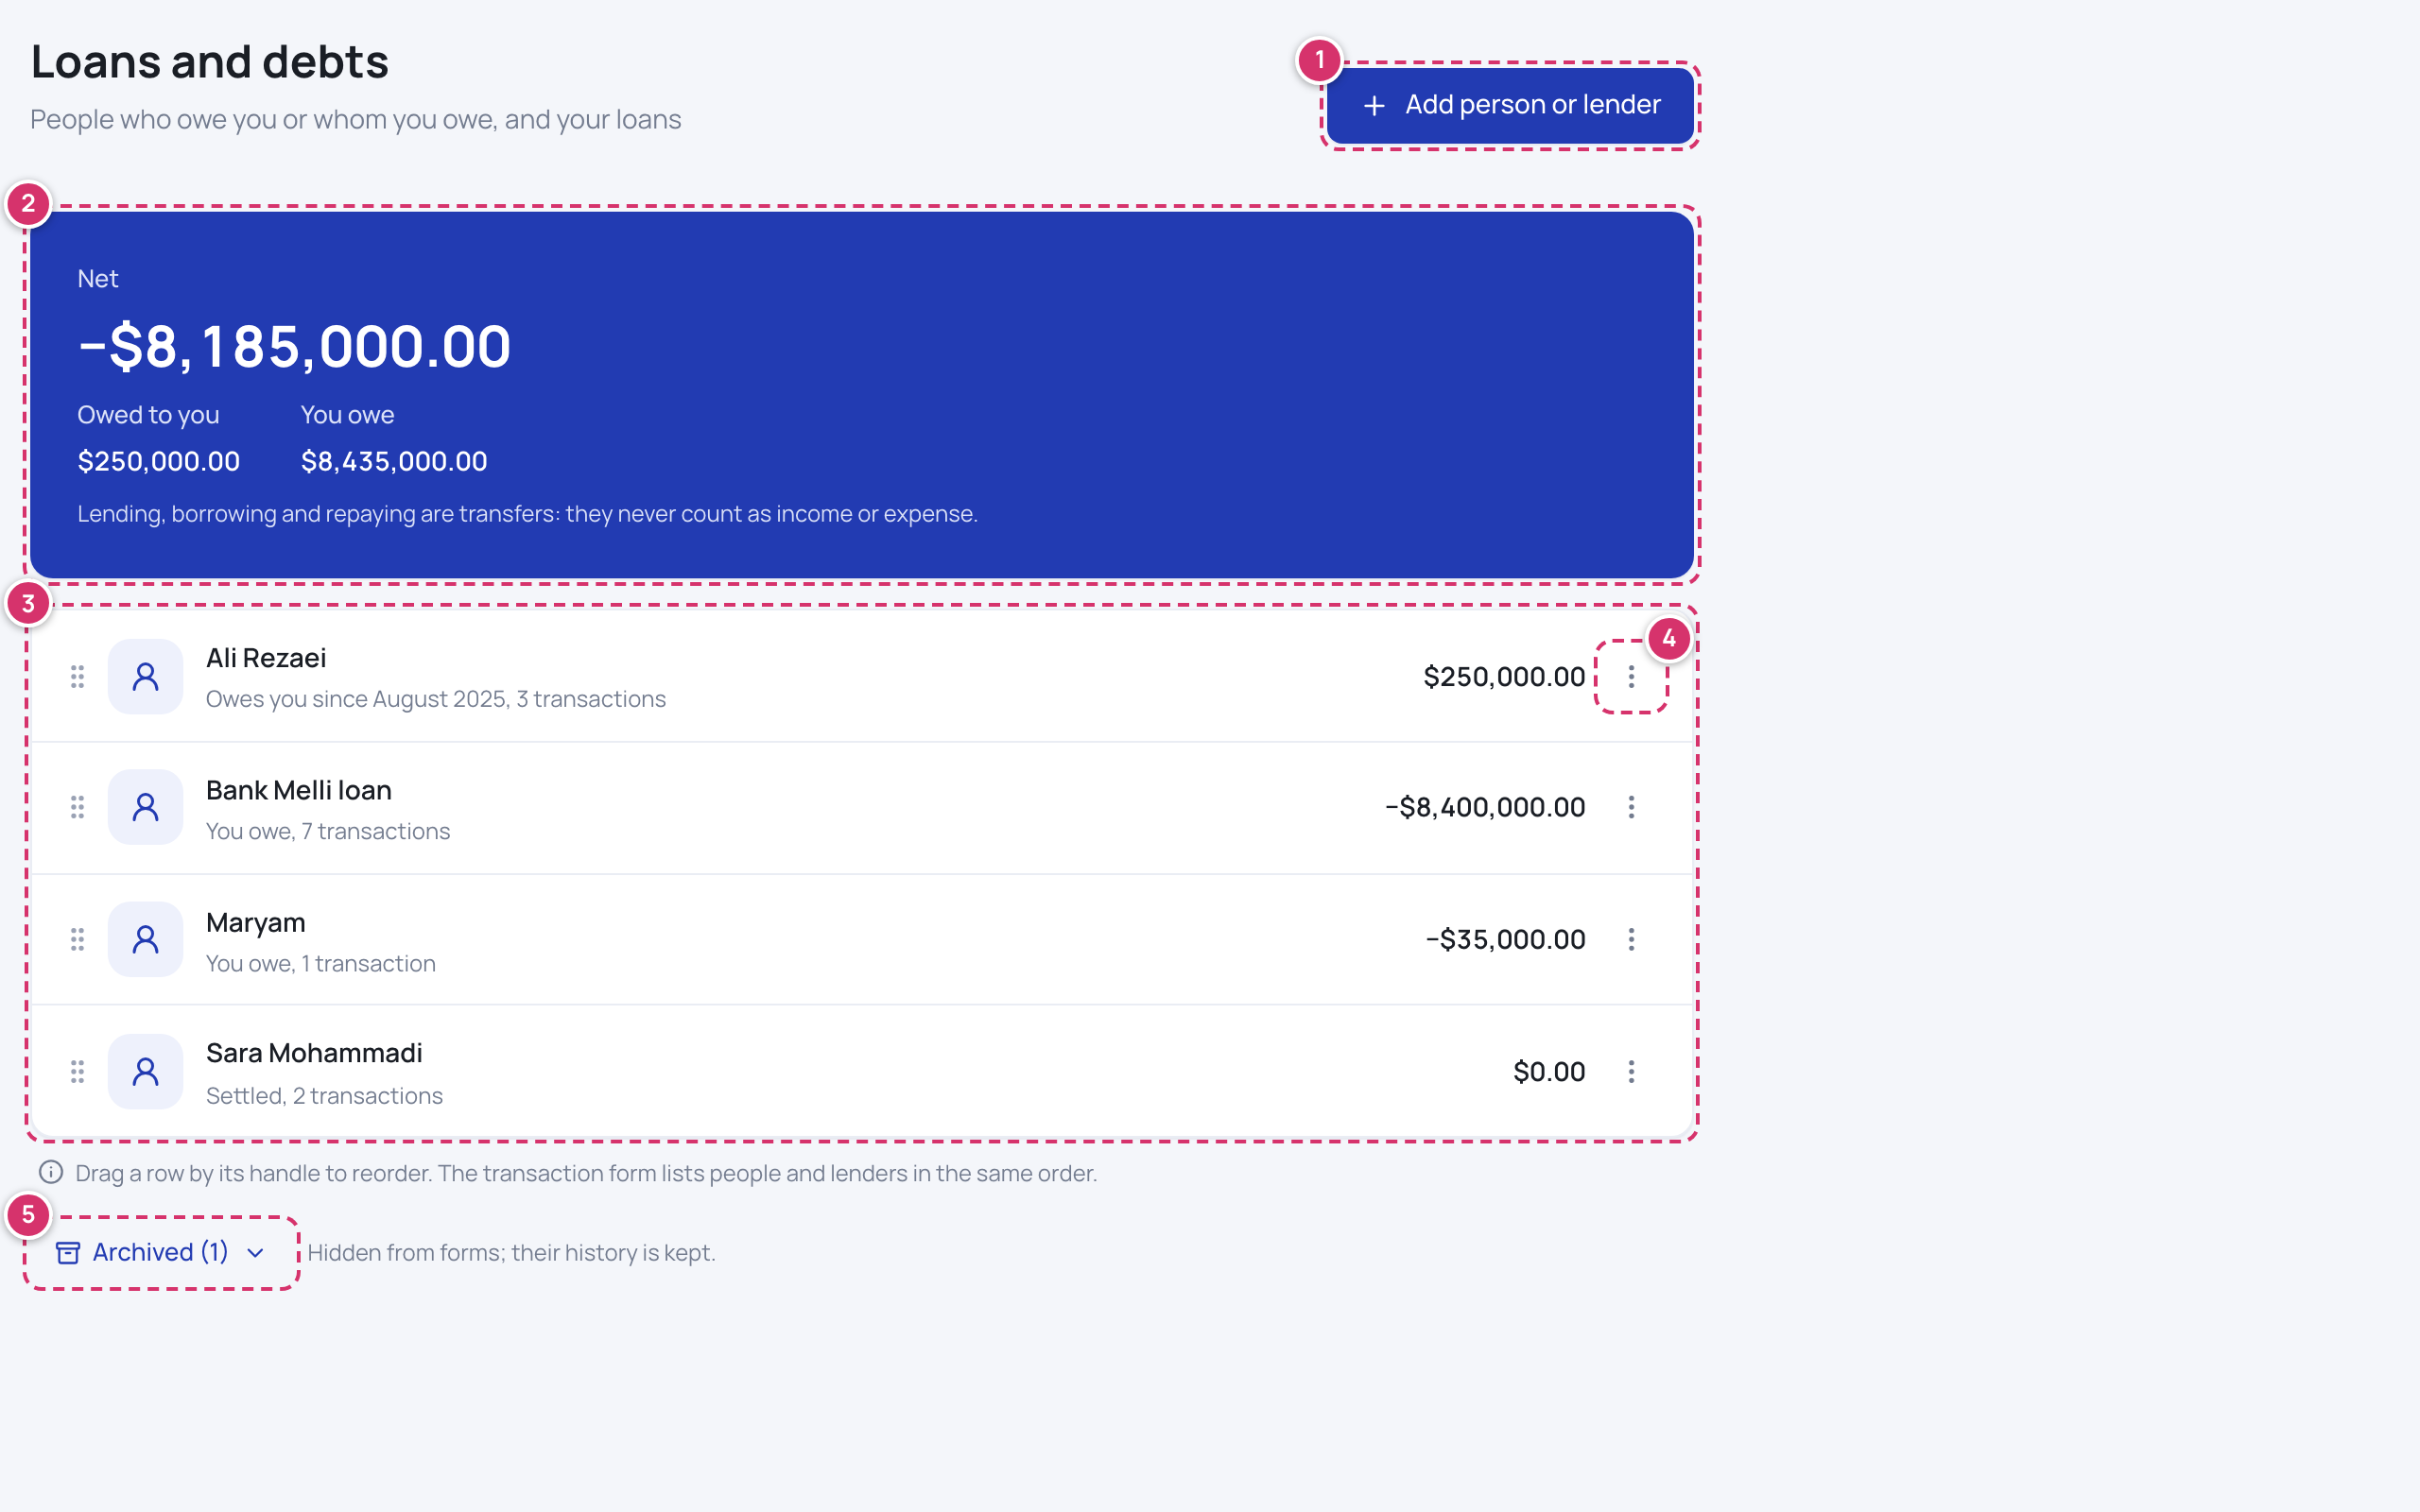 Loans and debts
People who owe you or whom you owe, and your loans
1
+ Add person or lender
2
Net
−$8,185,000.00
Owed to you You owe
$250,000.00 $8,435,000.00
Lending, borrowing and repaying are transfers: they never count as income or expense.
3
4
Ali Rezaei
$250,000.00
Owes you since August 2025, 3 transactions
Bank Melli loan
−$8,400,000.00
You owe, 7 transactions
Maryam
−$35,000.00
You owe, 1 transaction
Sara Mohammadi
$0.00
Settled, 2 transactions
Drag a row by its handle to reorder. The transaction form lists people and lenders in the same order.
5
Archived (1) Hidden from forms; their history is kept.